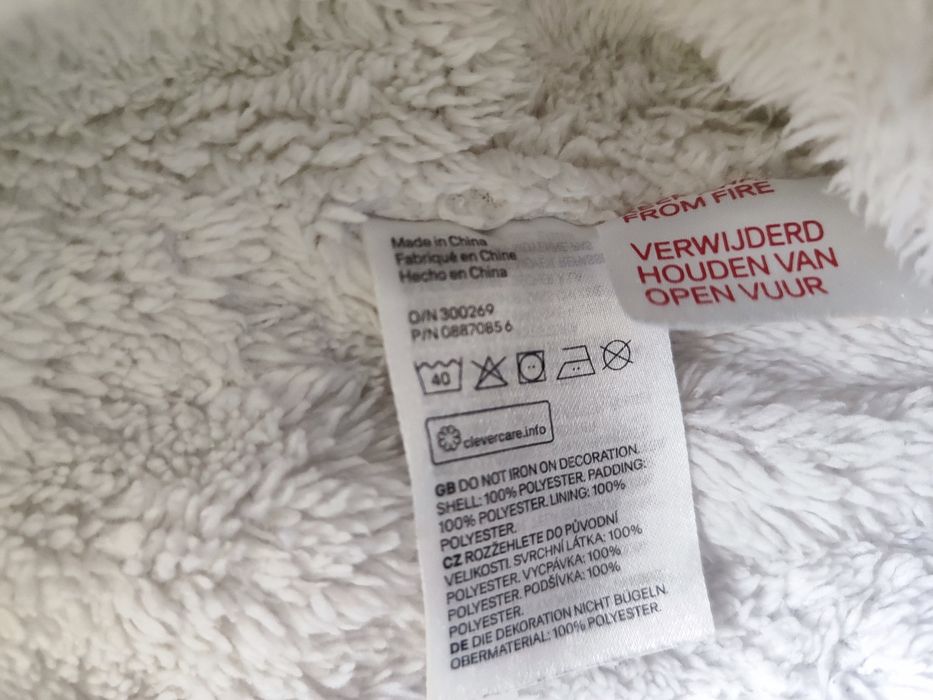 Made in China
Fabriqué en Chine
Hecho en China
O/N 300269
P/N 08870856
40
clevercare.info
GB DO NOT IRON ON DECORATION.
SHELL: 100% POLYESTER. PADDING:
100% POLYESTER. LINING: 100%
POLYESTER.
CZ ROZŽEHLETE DO PŮVODNÍ
VELIKOSTI. SVRCHNÍ LÁTKA: 100%
POLYESTER. VYCPÁVKA: 100%
POLYESTER. PODŠÍVKA: 100%
POLYESTER.
DE DIE DEKORATION NICHT BÜGELN.
OBERMATERIAL: 100% POLYESTER.
FROM FIRE
VERWIJDERD
HOUDEN VAN
OPEN VUUR